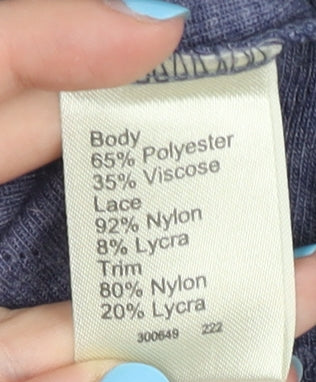 Body
65% Polyester
35% Viscose
Lace
92% Nylon
8% Lycra
Trim
80% Nylon
20% Lycra
300649 222